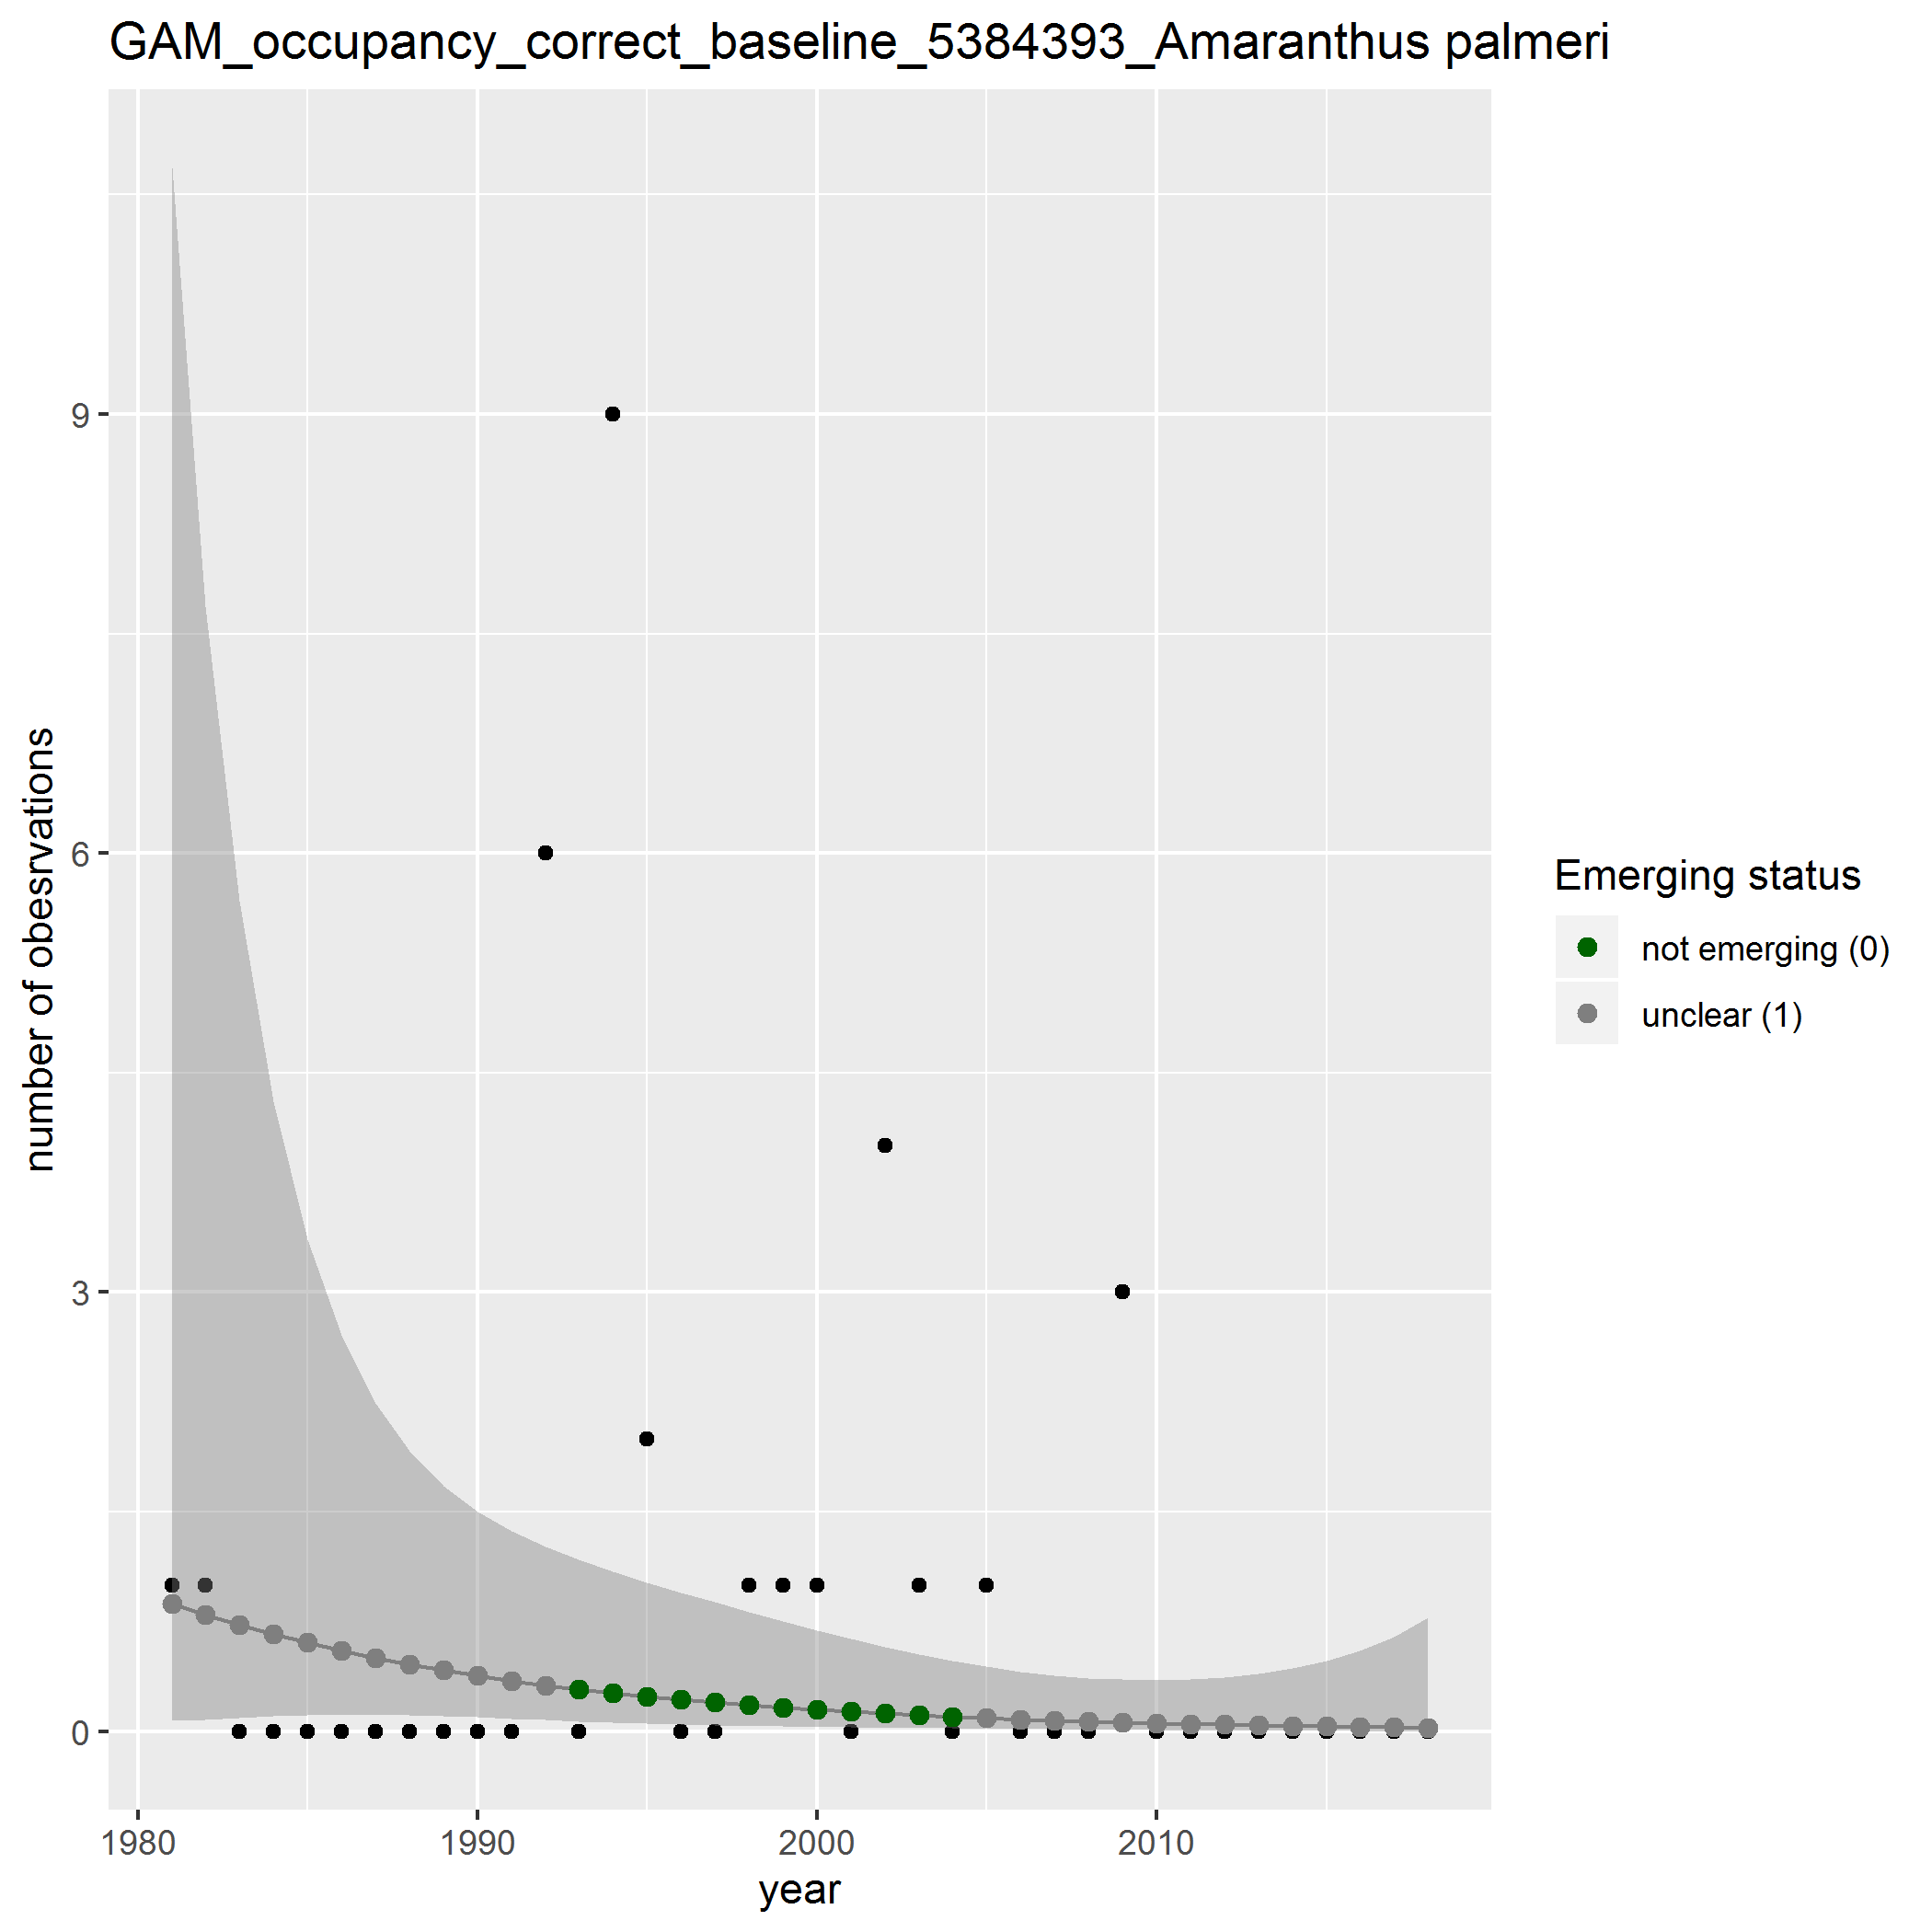 GAM_occupancy_correct_baseline_5384393_Amaranthus palmeri
number of obesrvations
9
6
3
0
1980 1990 2000 2010
year
Emerging status
not emerging (0)
unclear (1)